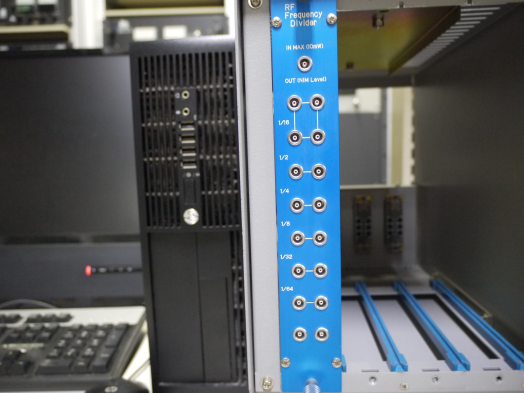 RF
Frequency
Divider
IN MAX (10mW)
OUT (NIM Level)
1/16
1/2
1/4
1/8
1/32
1/64